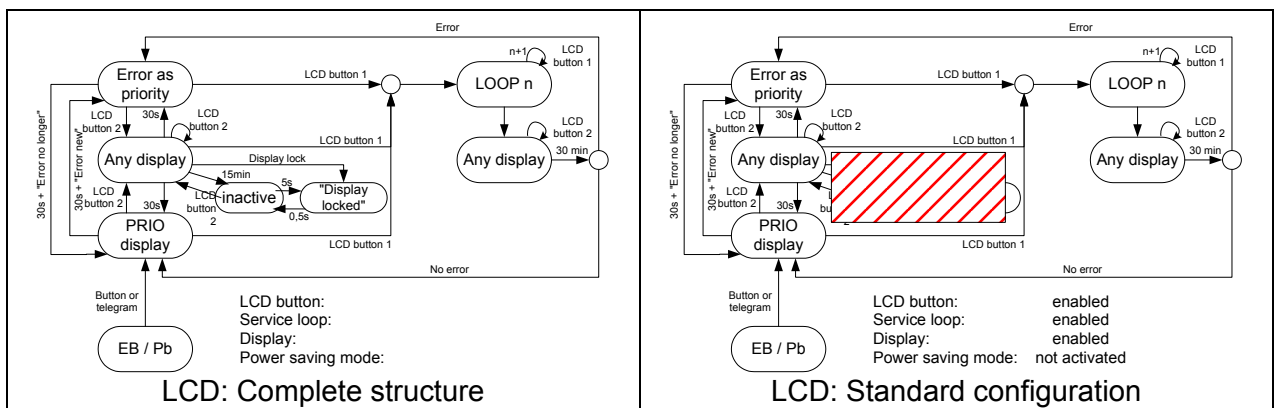 Error
n+1
LCD
button 1
Error as
priority
LCD button 1
LOOP n
30s + "Error no longer"
30s + "Error new"
LCD
button 2
30s
LCD
button 2
LCD
button 1
LCD
button 2
Any display
Display lock
Any display
30 min
15min
5s
inactive
"Display
locked"
LCD
button 2
30s
LCD
button
2
0,5s
PRIO
display
LCD button 1
No error
Button or
telegram
EB / Pb
LCD button:
Service loop:
Display:
Power saving mode:
LCD: Complete structure
Error
n+1
LCD
button 1
Error as
priority
LCD button 1
LOOP n
30s + "Error no longer"
30s + "Error new"
LCD
button 2
30s
LCD
button 2
LCD
button 1
LCD
button 2
Any display
Any display
30 min
LCD
button 2
30s
PRIO
display
LCD button 1
No error
Button or
telegram
EB / Pb
LCD button: enabled
Service loop: enabled
Display: enabled
Power saving mode: not activated
LCD: Standard configuration